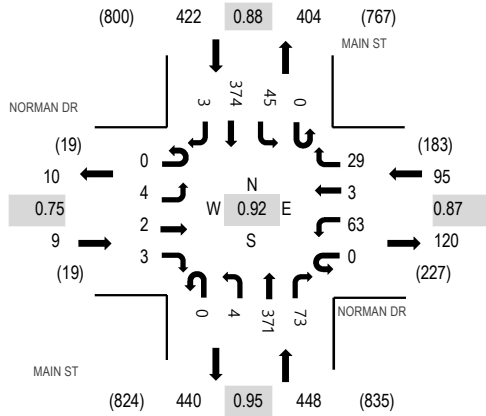 (800) 422 0.88 404 (767)
MAIN ST
3 374 45 0
NORMAN DR
(19) (183)
0 29
10 95
4 N 3
0.75 W 0.92 E 0.87
2 63
9 S 120
3 0
(19) (227)
0 4 371 73
NORMAN DR
MAIN ST
(824) 440 0.95 448 (835)